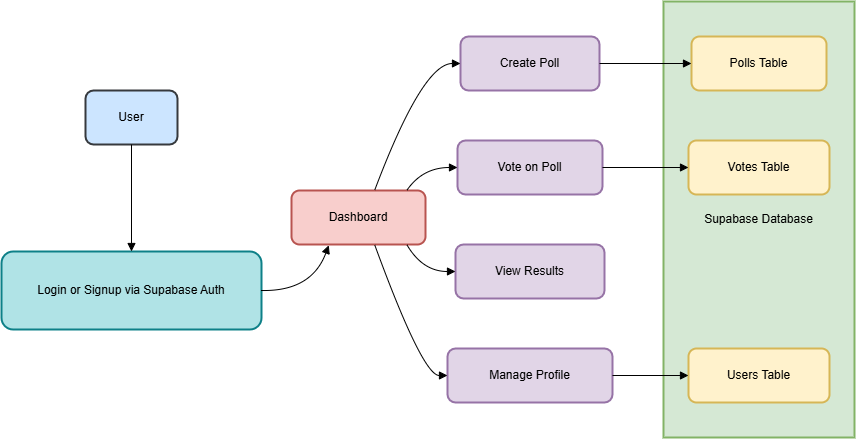 User
Login or Signup via Supabase Auth
Dashboard
Create Poll
Vote on Poll
View Results
Manage Profile
Polls Table
Votes Table
Supabase Database
Users Table